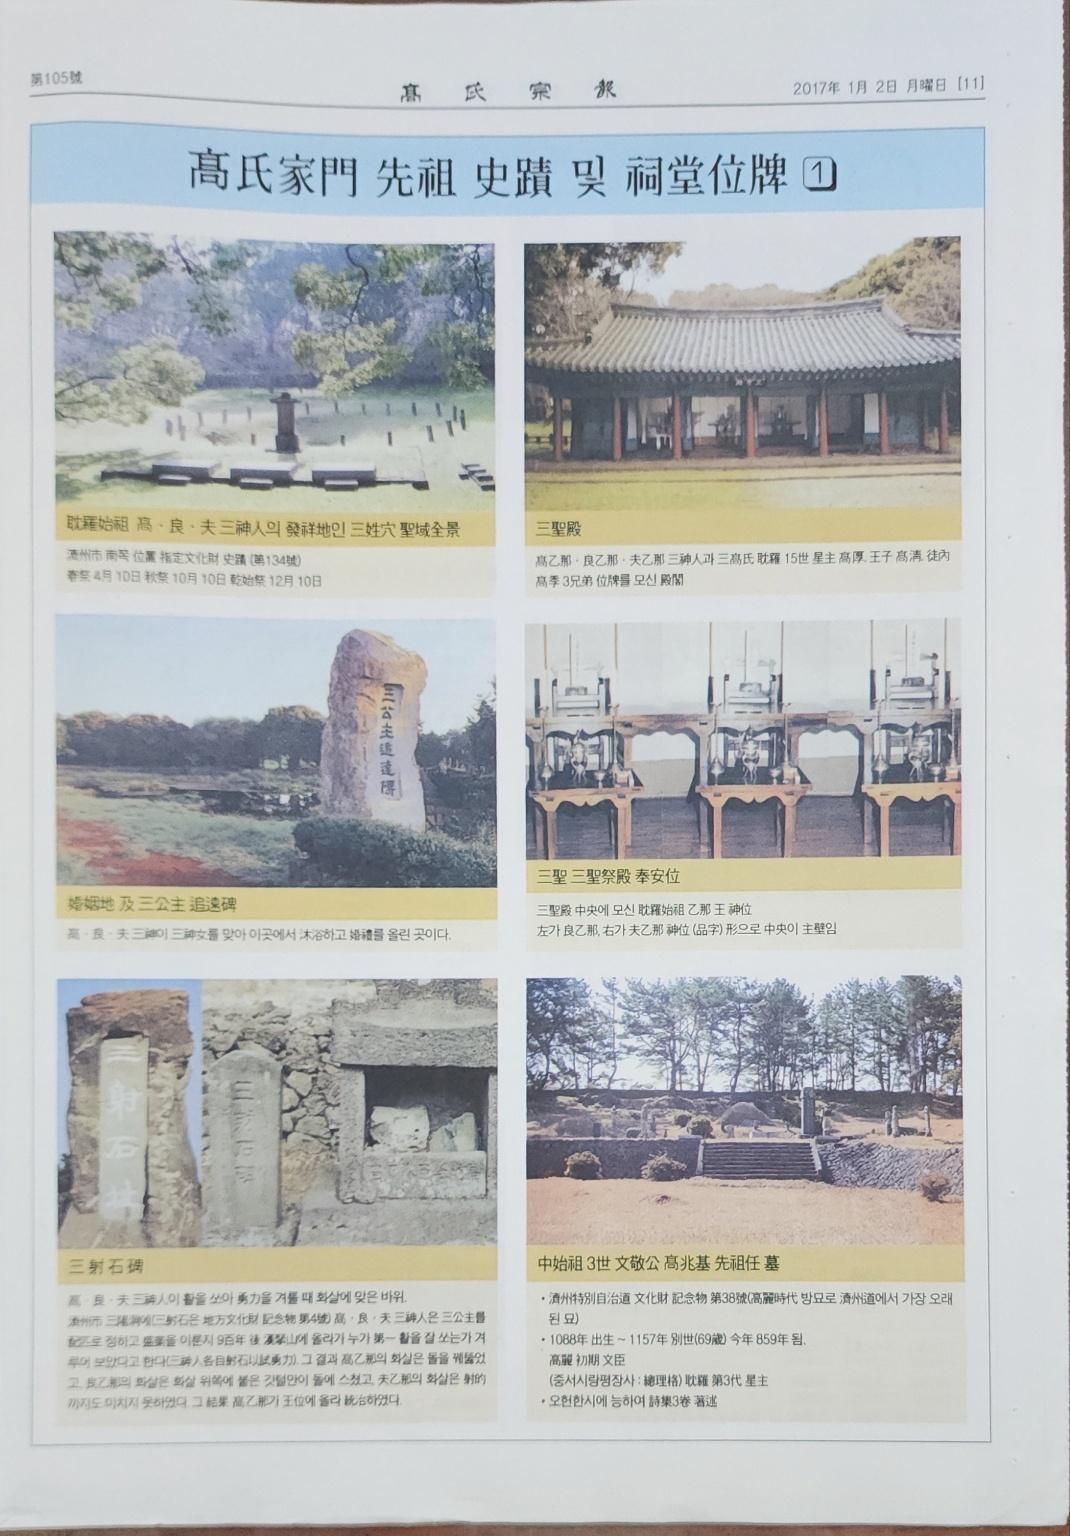 第105號
髙氏宗報
2017年 1月 2日 月曜日 [11]
髙氏家門 先祖 史蹟 및 祠堂位牌 1
耽羅始祖 髙·良·夫 三神人의 發祥地인 三姓穴 聖域全景
濟州市 南쪽 位置 指定文化財 史蹟 (第134號)
春祭 4月 10日 秋祭 10月 10日 乾始祭 12月 10日
三聖殿
髙乙那·良乙那·夫乙那 三神人과 三髙氏 耽羅 15世 星主 髙厚, 王子 髙淸, 徒內
髙季 3兄弟 位牌를 모신 殿閣
三公主追遠碑
婚姻地 及 三公主 追遠碑
髙·良·夫 三神이 三神女를 맞아 이곳에서 沐浴하고 婚禮를 올린 곳이다.
三聖 三聖祭殿 奉安位
三聖殿 中央에 모신 耽羅始祖 乙那 王 神位
左가 良乙那, 右가 夫乙那 神位 (品字) 形으로 中央이 主壁임
三射石
三射石碑
髙·良·夫 三神人이 활을 쏘아 勇力을 겨룰 때 화살에 맞은 바위.
濟州市 三陽洞에(三射石은 地方文化財 記念物 第4號) 髙·良·夫 三神人은 三公主를
配匹로 정하고 盛業을 이룬지 9百年 後 漢拏山에 올라가 누가 第一 활을 잘 쏘는가 겨
루어 보았다고 한다(三神人各自射石以試勇力). 그 결과 髙乙那의 화살은 돌을 꿰뚫었
고, 良乙那의 화살은 화살 위쪽에 붙은 깃털만이 돌에 스쳤고, 夫乙那의 화살은 射的
까지도 미치지 못하였다. 그 結果 髙乙那가 王位에 올라 統治하였다.
中始祖 3世 文敬公 髙兆基 先祖任 墓
• 濟州特別自治道 文化財 記念物 第38號(高麗時代 방묘로 濟州道에서 가장 오래
된 묘)
• 1088年 出生 ~ 1157年 別世(69歲) 今年 859年 됨.
高麗 初期 文臣
(중서시랑평장사 : 總理格) 耽羅 第3代 星主
• 오헌한시에 능하여 詩集3卷 著述